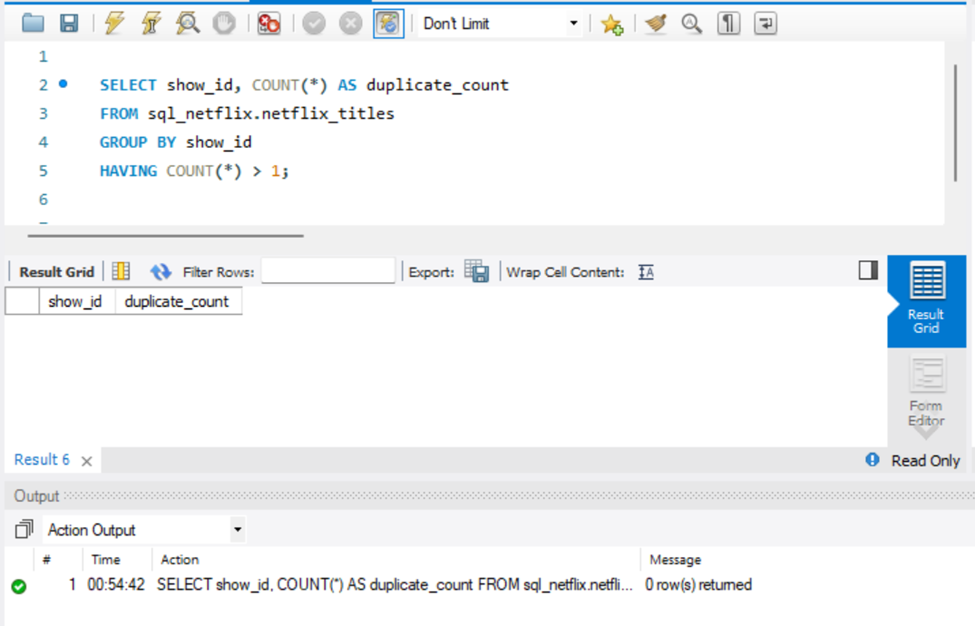 Don't Limit
1
2 SELECT show_id, COUNT(*) AS duplicate_count
3 FROM sql_netflix.netflix_titles
4 GROUP BY show_id
5 HAVING COUNT(*) > 1;
6
Result Grid Filter Rows: Export: Wrap Cell Content: IA
show_id duplicate_count
Result
Grid
Form
Editor
Result 6 Read Only
Output
Action Output
# Time Action Message
1 00:54:42 SELECT show_id, COUNT(*) AS duplicate_count FROM sql_netflix.netfli... 0 row(s) returned